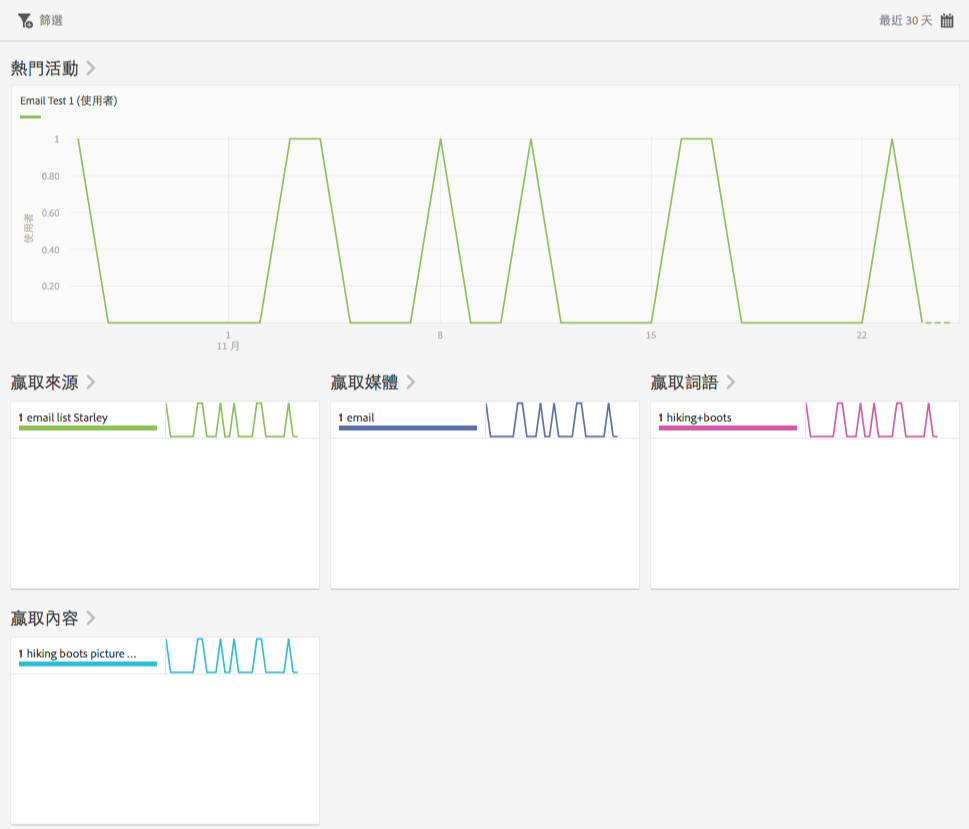 篩選
最近 30 天
熱門活動
Email Test 1 (使用者)
使用者
1
0.80
0.60
0.40
0.20
1
11 月
8
15
22
贏取來源
贏取媒體
贏取詞語
1 email list Starley
1 email
1 hiking+boots
贏取內容
1 hiking boots picture ...